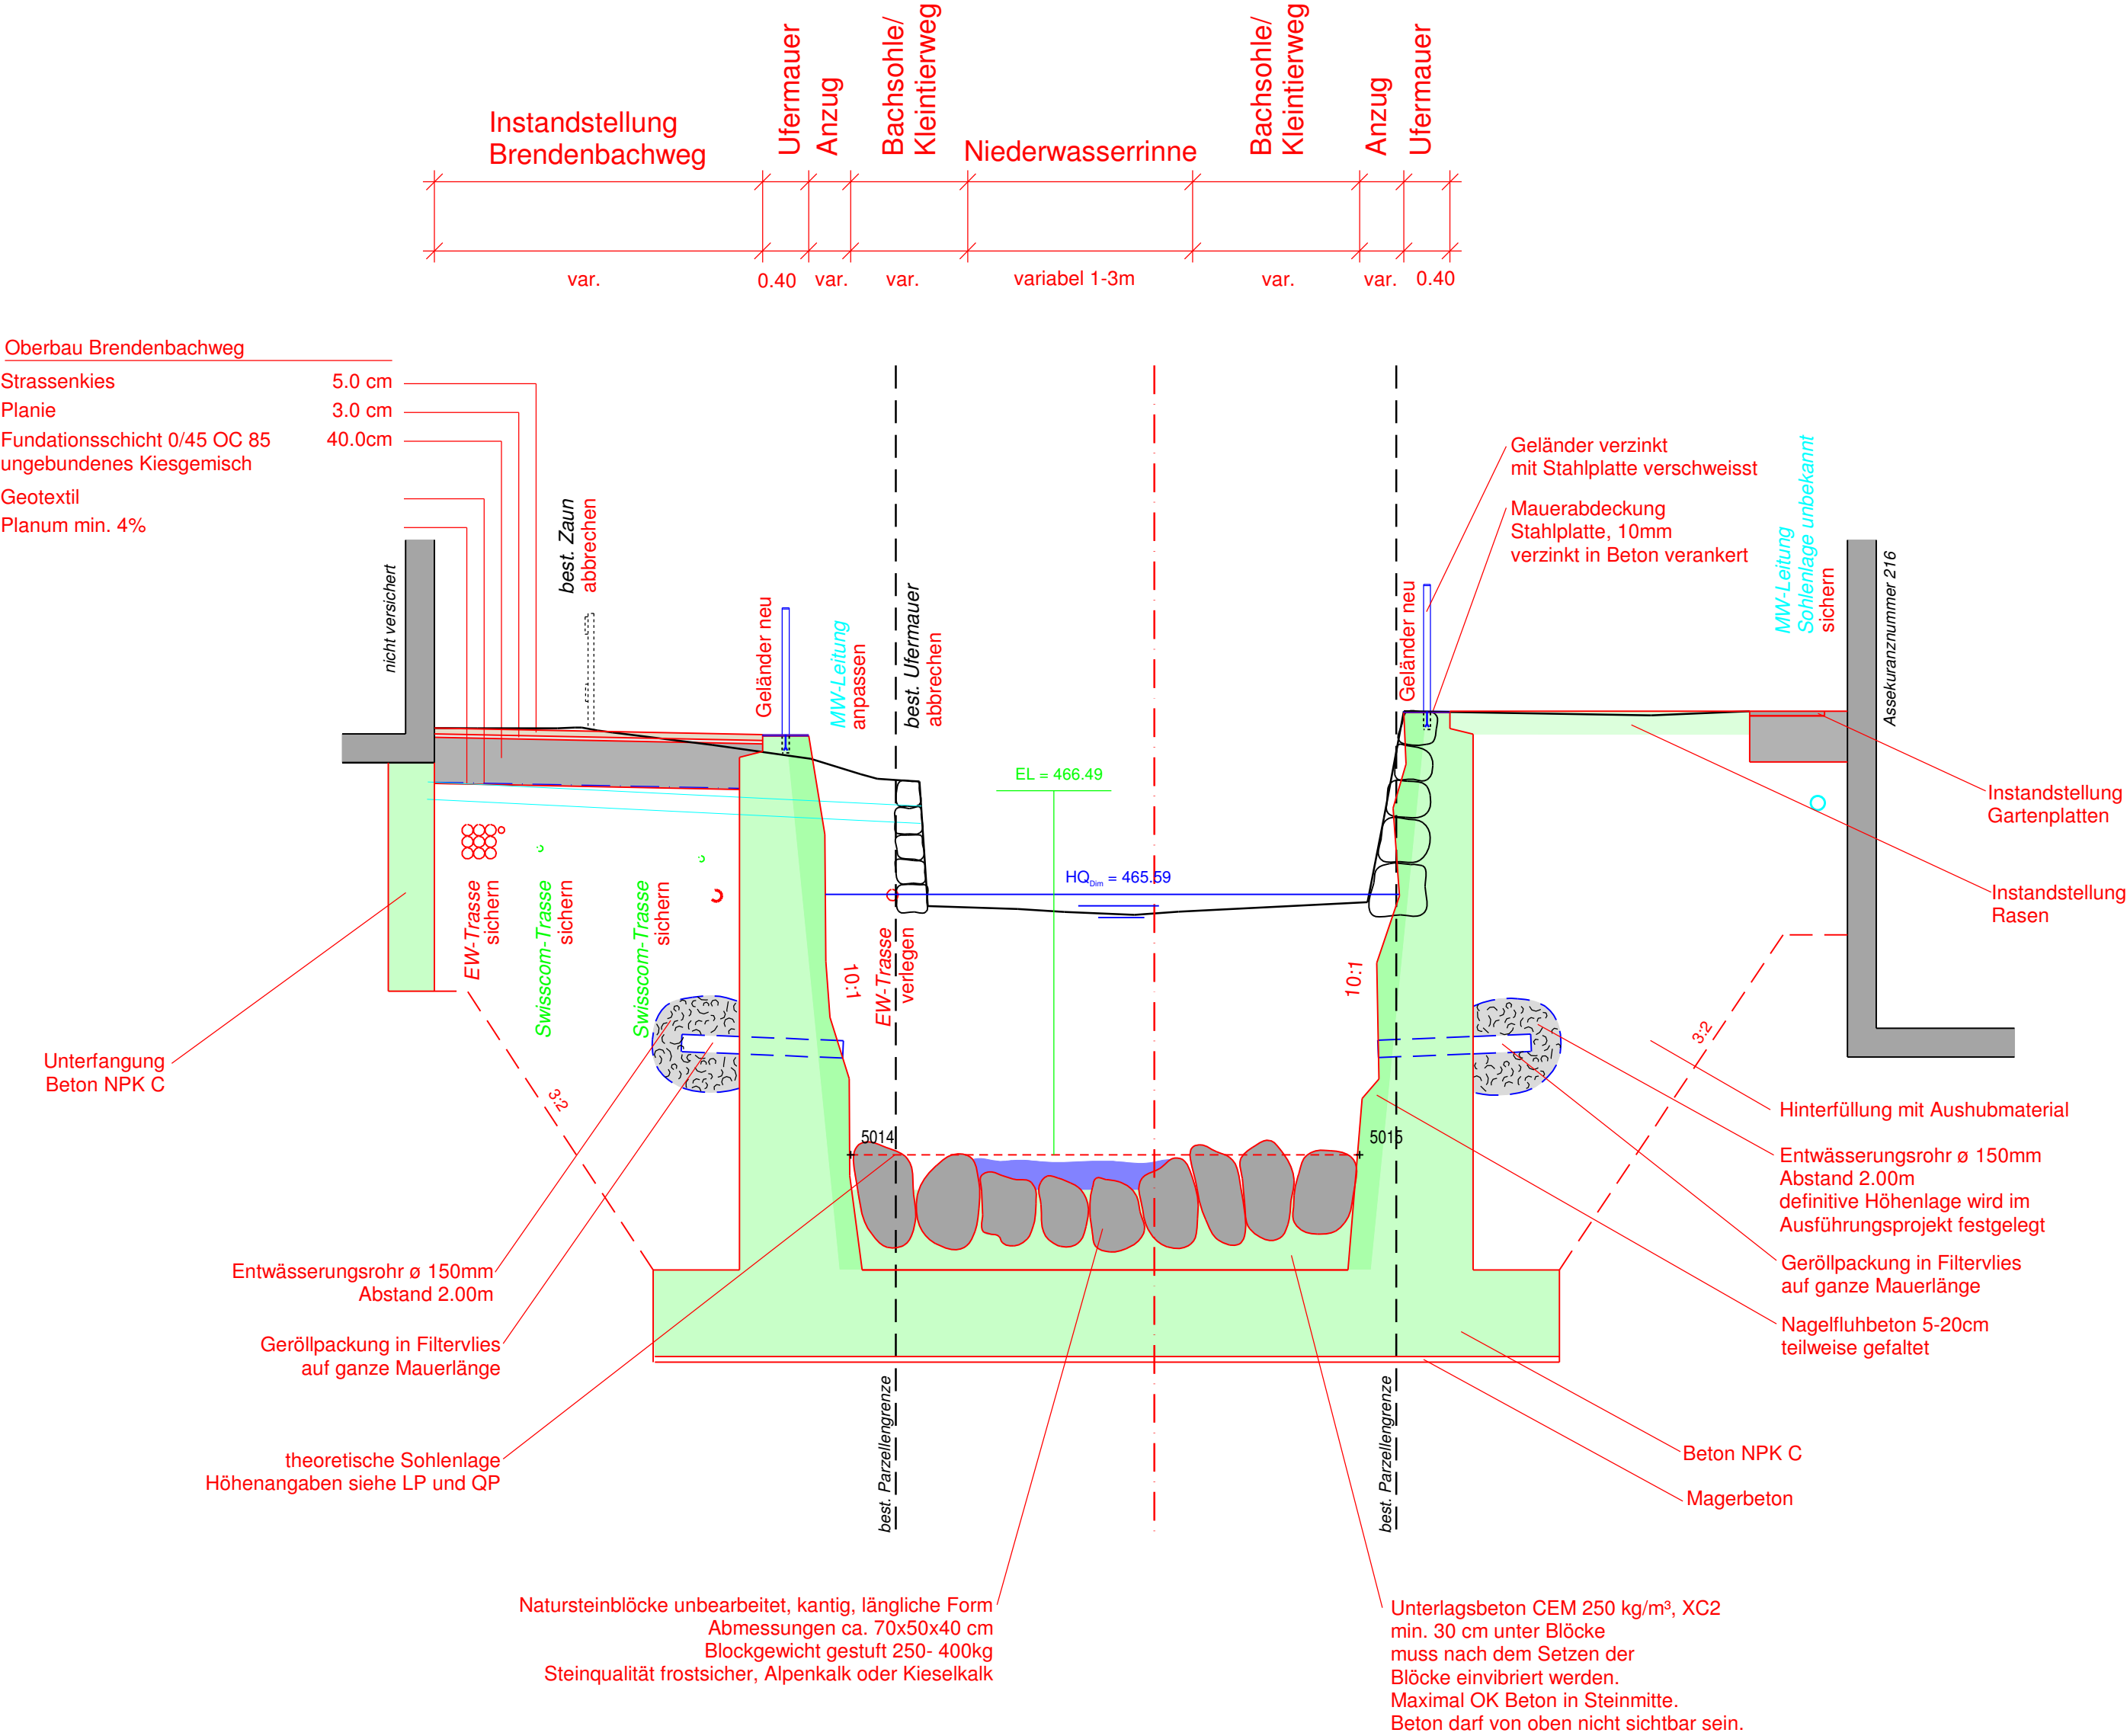 Instandstellung
Brendenbachweg
Ufermauer
Anzug
Bachsohle/
Kleintierweg
Niederwasserrinne
Bachsohle/
Kleintierweg
Anzug
Ufermauer
var.
0.40
var.
var.
variabel 1-3m
var.
var.
0.40
Oberbau Brendenbachweg
Strassenkies 5.0 cm
Planie 3.0 cm
Fundationsschicht 0/45 OC 85 40.0cm
ungebundenes Kiesgemisch
Geotextil
Planum min. 4%
nicht versichert
best. Zaun
abbrechen
Geländer neu
MW-Leitung
anpassen
best. Ufermauer
abbrechen
EL = 466.49
HQDim = 465.59
Geländer neu
Geländer verzinkt
mit Stahlplatte verschweisst
Mauerabdeckung
Stahlplatte, 10mm
verzinkt in Beton verankert
MW-Leitung
Sohlenlage unbekannt
sichern
Assekuranznummer 216
Instandstellung
Gartenplatten
Instandstellung
Rasen
EW-Trasse
sichern
Swisscom-Trasse
sichern
Swisscom-Trasse
sichern
10:1
EW-Trasse
verlegen
10:1
3:2
3:2
Unterfangung
Beton NPK C
5014
5015
Hinterfüllung mit Aushubmaterial
Entwässerungsrohr ø 150mm
Abstand 2.00m
definitive Höhenlage wird im
Ausführungsprojekt festgelegt
Geröllpackung in Filtervlies
auf ganze Mauerlänge
Nagelfluhbeton 5-20cm
teilweise gefaltet
Entwässerungsrohr ø 150mm
Abstand 2.00m
Geröllpackung in Filtervlies
auf ganze Mauerlänge
theoretische Sohlenlage
Höhenangaben siehe LP und QP
best. Parzellengrenze
best. Parzellengrenze
Beton NPK C
Magerbeton
Natursteinblöcke unbearbeitet, kantig, längliche Form
Abmessungen ca. 70x50x40 cm
Blockgewicht gestuft 250- 400kg
Steinqualität frostsicher, Alpenkalk oder Kieselkalk
Unterlagsbeton CEM 250 kg/m³, XC2
min. 30 cm unter Blöcke
muss nach dem Setzen der
Blöcke einvibriert werden.
Maximal OK Beton in Steinmitte.
Beton darf von oben nicht sichtbar sein.